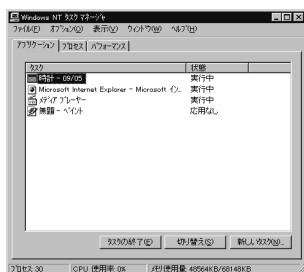 Windows NT タスク マネージャ
ファイル(F) オプション(O) 表示(V) ウィンドウ(W) ヘルプ(H)
アプリケーション プロセス パフォーマンス
タスク 状態
時計 - 09/05 実行中
Microsoft Internet Explorer - Microsoft イン... 実行中
メディア プレーヤー 実行中
無題 - ペイント 応答なし
タスクの終了(E) 切り替え(S) 新しいタスク(N)...
プロセス 30 CPU 使用率 0% メモリ使用量 48564KB/68148KB